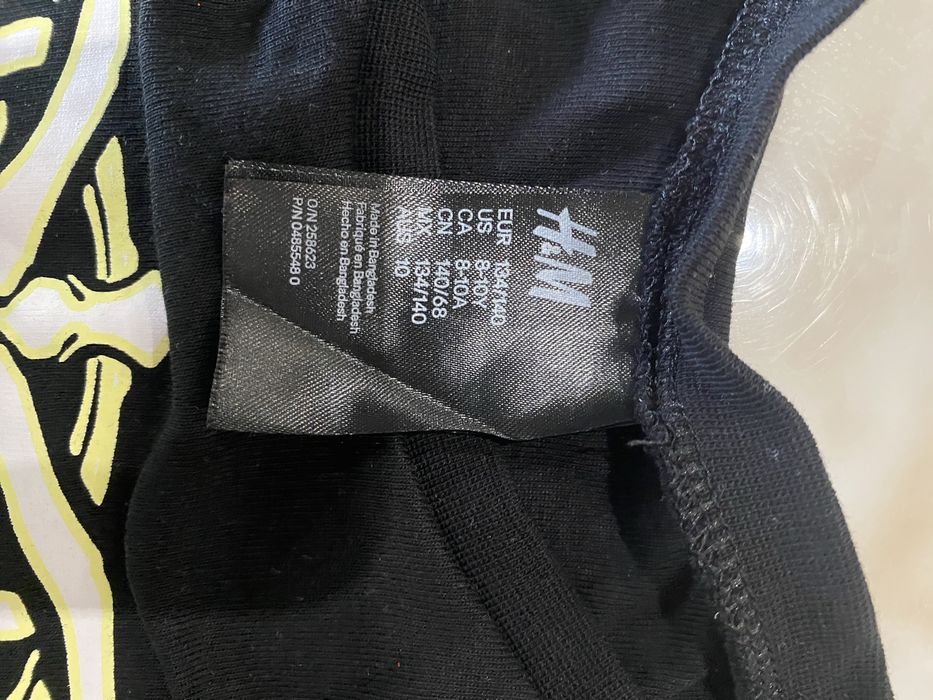 H&M
EUR 134/140
US 8-10Y
CA 8-10A
CN 140/68
MX 134/140
AUS 10
Made in Bangladesh
Fabriqué en Bangladesh
Hecho en Bangladesh
O/N 258623
P/N 0485548 0